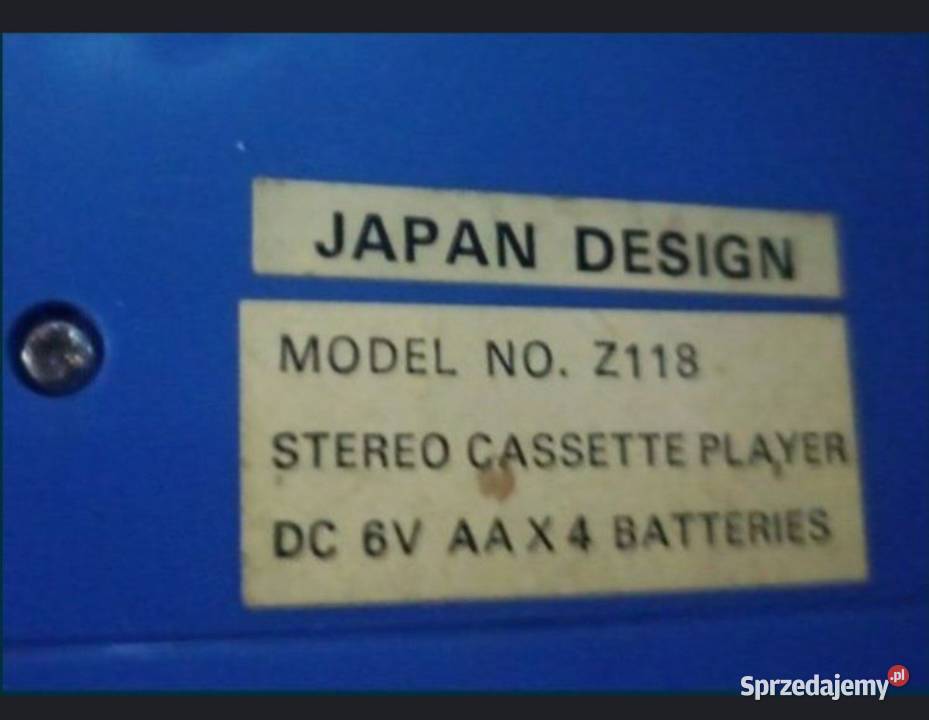 JAPAN DESIGN
MODEL NO. Z118
STEREO CASSETTE PLAYER
DC 6V AA X 4 BATTERIES
Sprzedajemy.pl